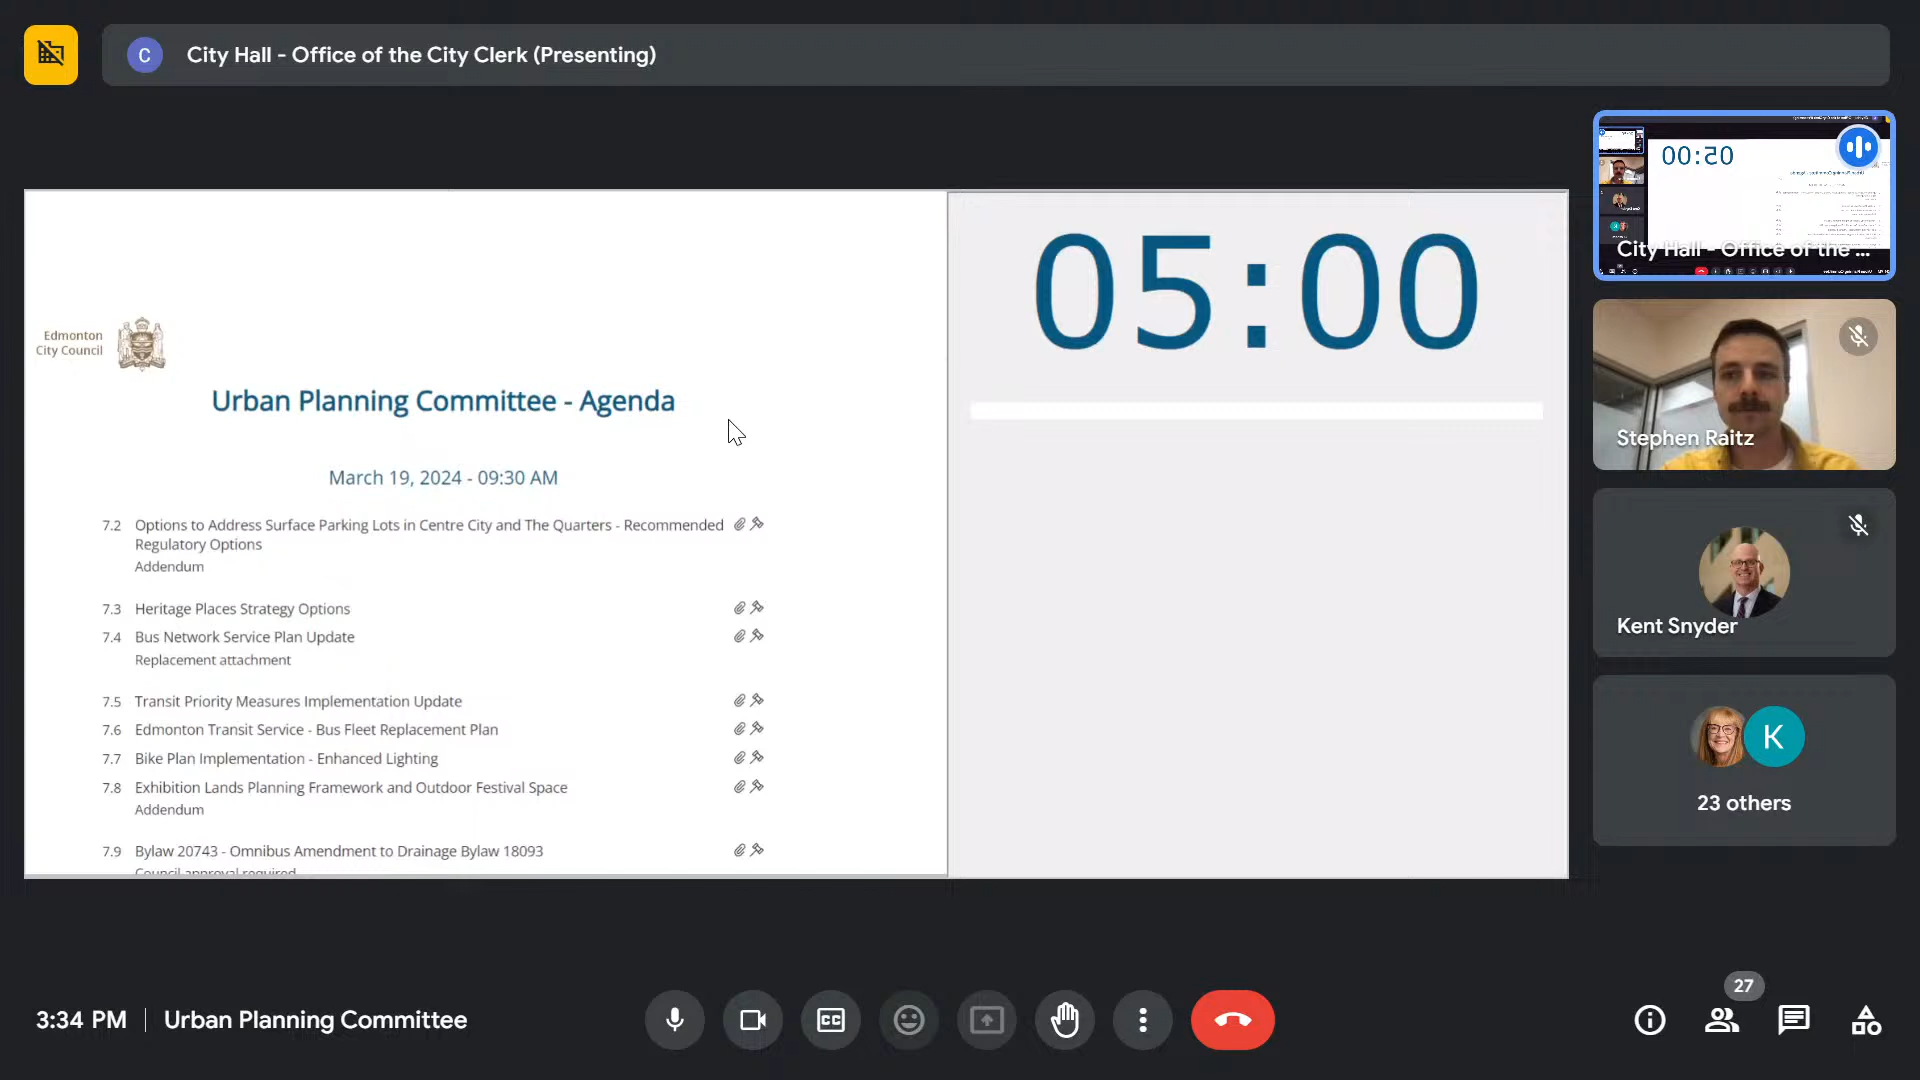 C
City Hall - Office of the City Clerk (Presenting)
Edmonton
City Council
Urban Planning Committee - Agenda
March 19, 2024 - 09:30 AM
7.2 Options to Address Surface Parking Lots in Centre City and The Quarters - Recommended
Regulatory Options
Addendum
7.3 Heritage Places Strategy Options
7.4 Bus Network Service Plan Update
Replacement attachment
7.5 Transit Priority Measures Implementation Update
7.6 Edmonton Transit Service - Bus Fleet Replacement Plan
7.7 Bike Plan Implementation - Enhanced Lighting
7.8 Exhibition Lands Planning Framework and Outdoor Festival Space
Addendum
7.9 Bylaw 20743 - Omnibus Amendment to Drainage Bylaw 18093
Council approval required
05:00
05:00
City Hall - Office of the ...
Stephen Raitz
Kent Snyder
K
23 others
3:34 PM
Urban Planning Committee
CC
27